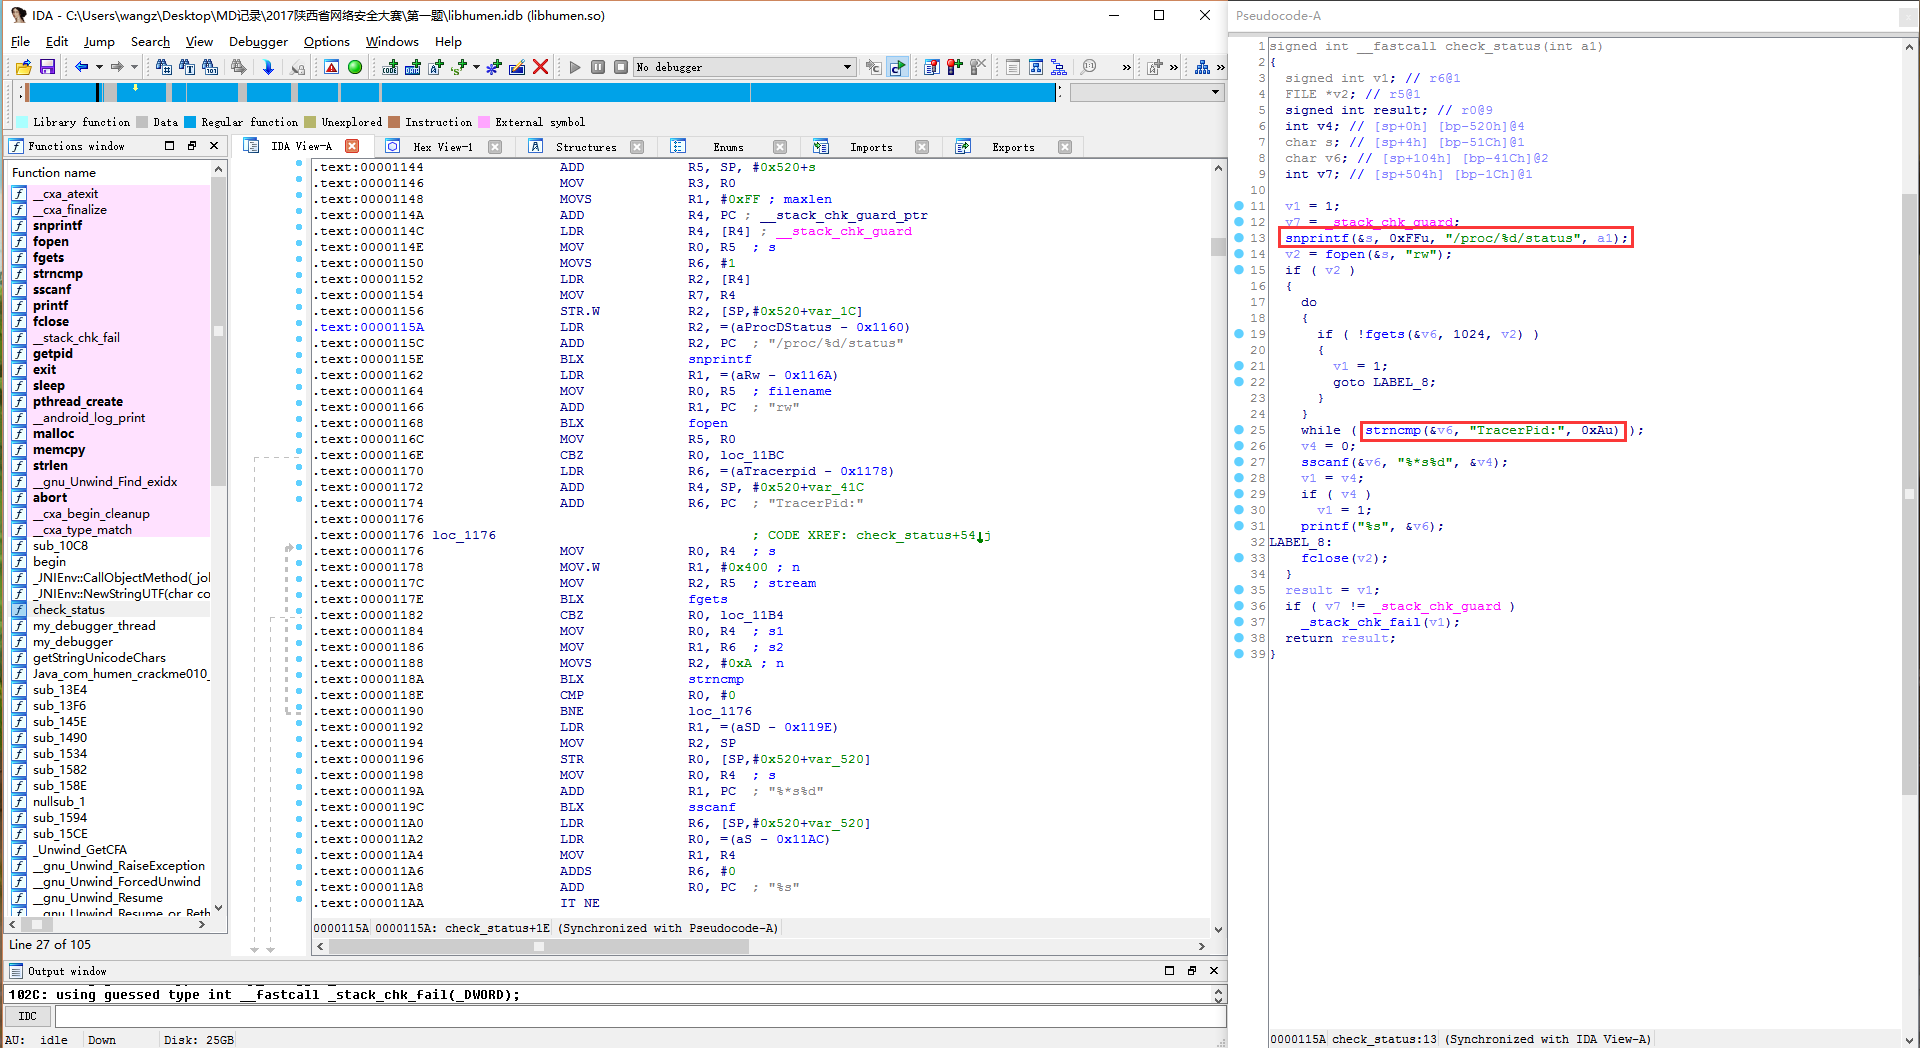 IDA - C:\Users\wangz\Desktop\MD记录\2017陕西省网络安全大赛\第一题\libhumen.idb (libhumen.so)
File Edit Jump Search View Debugger Options Windows Help
No debugger
Library function Data Regular function Unexplored Instruction External symbol
Functions window
Function name
__cxa_atexit
__cxa_finalize
snprintf
fopen
fgets
strncmp
sscanf
printf
fclose
__stack_chk_fail
getpid
exit
sleep
pthread_create
__android_log_print
malloc
memcpy
strlen
__gnu_Unwind_Find_exidx
abort
__cxa_begin_cleanup
__cxa_type_match
sub_10C8
begin
_JNIEnv::CallObjectMethod(_jol
_JNIEnv::NewStringUTF(char co
check_status
my_debugger_thread
my_debugger
getStringUnicodeChars
Java_com_humen_crackme010_
sub_13E4
sub_13F6
sub_145E
sub_1490
sub_1534
sub_1582
sub_158E
nullsub_1
sub_1594
sub_15CE
_Unwind_GetCFA
__gnu_Unwind_RaiseException
__gnu_Unwind_ForcedUnwind
__gnu_Unwind_Resume
__gnu_Unwind_Resume_or_Reth
Line 27 of 105
IDA View-A Hex View-1 Structures Enums Imports Exports
.text:00001144 ADD R5, SP, #0x520+s
.text:00001146 MOV R3, R0
.text:00001148 MOVS R1, #0xFF ; maxlen
.text:0000114A ADD R4, PC ; __stack_chk_guard_ptr
.text:0000114C LDR R4, [R4] ; __stack_chk_guard
.text:0000114E MOV R0, R5 ; s
.text:00001150 MOVS R6, #1
.text:00001152 LDR R2, [R4]
.text:00001154 MOV R7, R4
.text:00001156 STR.W R2, [SP,#0x520+var_1C]
.text:0000115A LDR R2, =(aProcDStatus - 0x1160)
.text:0000115C ADD R2, PC ; "/proc/%d/status"
.text:0000115E BLX snprintf
.text:00001162 LDR R1, =(aRw - 0x116A)
.text:00001164 MOV R0, R5 ; filename
.text:00001166 ADD R1, PC ; "rw"
.text:00001168 BLX fopen
.text:0000116C MOV R5, R0
.text:0000116E CBZ R0, loc_11BC
.text:00001170 LDR R6, =(aTracerpid - 0x1178)
.text:00001172 ADD R4, SP, #0x520+var_41C
.text:00001174 ADD R6, PC ; "TracerPid:"
.text:00001176
.text:00001176 loc_1176 ; CODE XREF: check_status+54↓j
.text:00001176 MOV R0, R4 ; s
.text:00001178 MOV.W R1, #0x400 ; n
.text:0000117C MOV R2, R5 ; stream
.text:0000117E BLX fgets
.text:00001182 CBZ R0, loc_11B4
.text:00001184 MOV R0, R4 ; s1
.text:00001186 MOV R1, R6 ; s2
.text:00001188 MOVS R2, #0xA ; n
.text:0000118A BLX strncmp
.text:0000118E CMP R0, #0
.text:00001190 BNE loc_1176
.text:00001192 LDR R1, =(aSD - 0x119E)
.text:00001194 MOV R2, SP
.text:00001196 STR R0, [SP,#0x520+var_520]
.text:00001198 MOV R0, R4 ; s
.text:0000119A ADD R1, PC ; "%*s%d"
.text:0000119C BLX sscanf
.text:000011A0 LDR R6, [SP,#0x520+var_520]
.text:000011A2 LDR R0, =(aS - 0x11AC)
.text:000011A4 MOV R1, R4
.text:000011A6 ADDS R6, #0
.text:000011A8 ADD R0, PC ; "%s"
.text:000011AA IT NE
0000115A 0000115A: check_status+1E (Synchronized with Pseudocode-A)
Output window
102C: using guessed type int __fastcall _stack_chk_fail(_DWORD);
IDC
AU: idle Down Disk: 25GB
Pseudocode-A
1 signed int __fastcall check_status(int a1)
2 {
3 signed int v1; // r6@1
4 FILE *v2; // r5@1
5 signed int result; // r0@9
6 int v4; // [sp+0h] [bp-520h]@4
7 char s; // [sp+4h] [bp-51Ch]@1
8 char v6; // [sp+104h] [bp-41Ch]@2
9 int v7; // [sp+504h] [bp-1Ch]@1
10
11 v1 = 1;
12 v7 = _stack_chk_guard;
13 snprintf(&s, 0xFFu, "/proc/%d/status", a1);
14 v2 = fopen(&s, "rw");
15 if ( v2 )
16 {
17 do
18 {
19 if ( !fgets(&v6, 1024, v2) )
20 {
21 v1 = 1;
22 goto LABEL_8;
23 }
24 }
25 while ( strncmp(&v6, "TracerPid:", 0xAu) );
26 v4 = 0;
27 sscanf(&v6, "%*s%d", &v4);
28 v1 = v4;
29 if ( v4 )
30 v1 = 1;
31 printf("%s", &v6);
32 LABEL_8:
33 fclose(v2);
34 }
35 result = v1;
36 if ( v7 != _stack_chk_guard )
37 _stack_chk_fail(v1);
38 return result;
39 }
0000115A check_status:13 (Synchronized with IDA View-A)